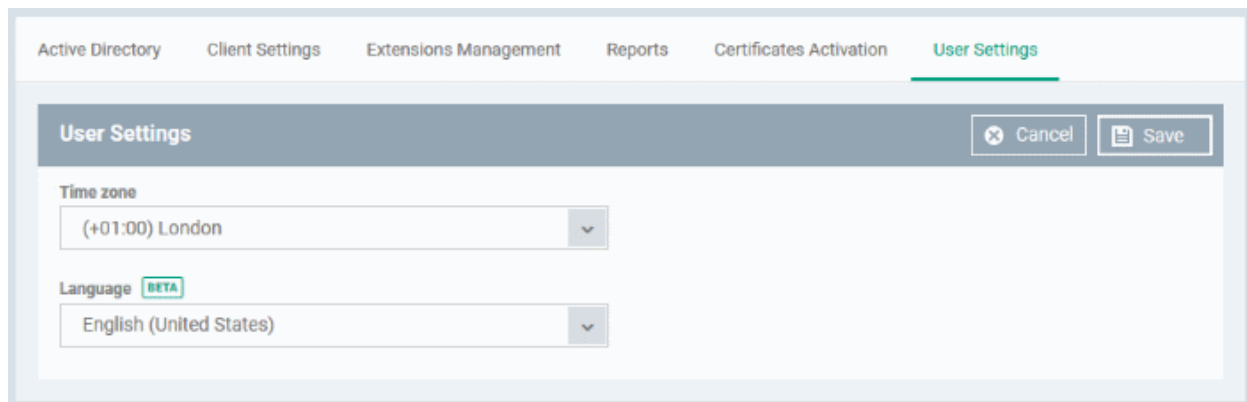 Active Directory Client Settings Extensions Management Reports Certificates Activation User Settings
User Settings Cancel Save
Time zone
(+01:00) London
Language BETA
English (United States)